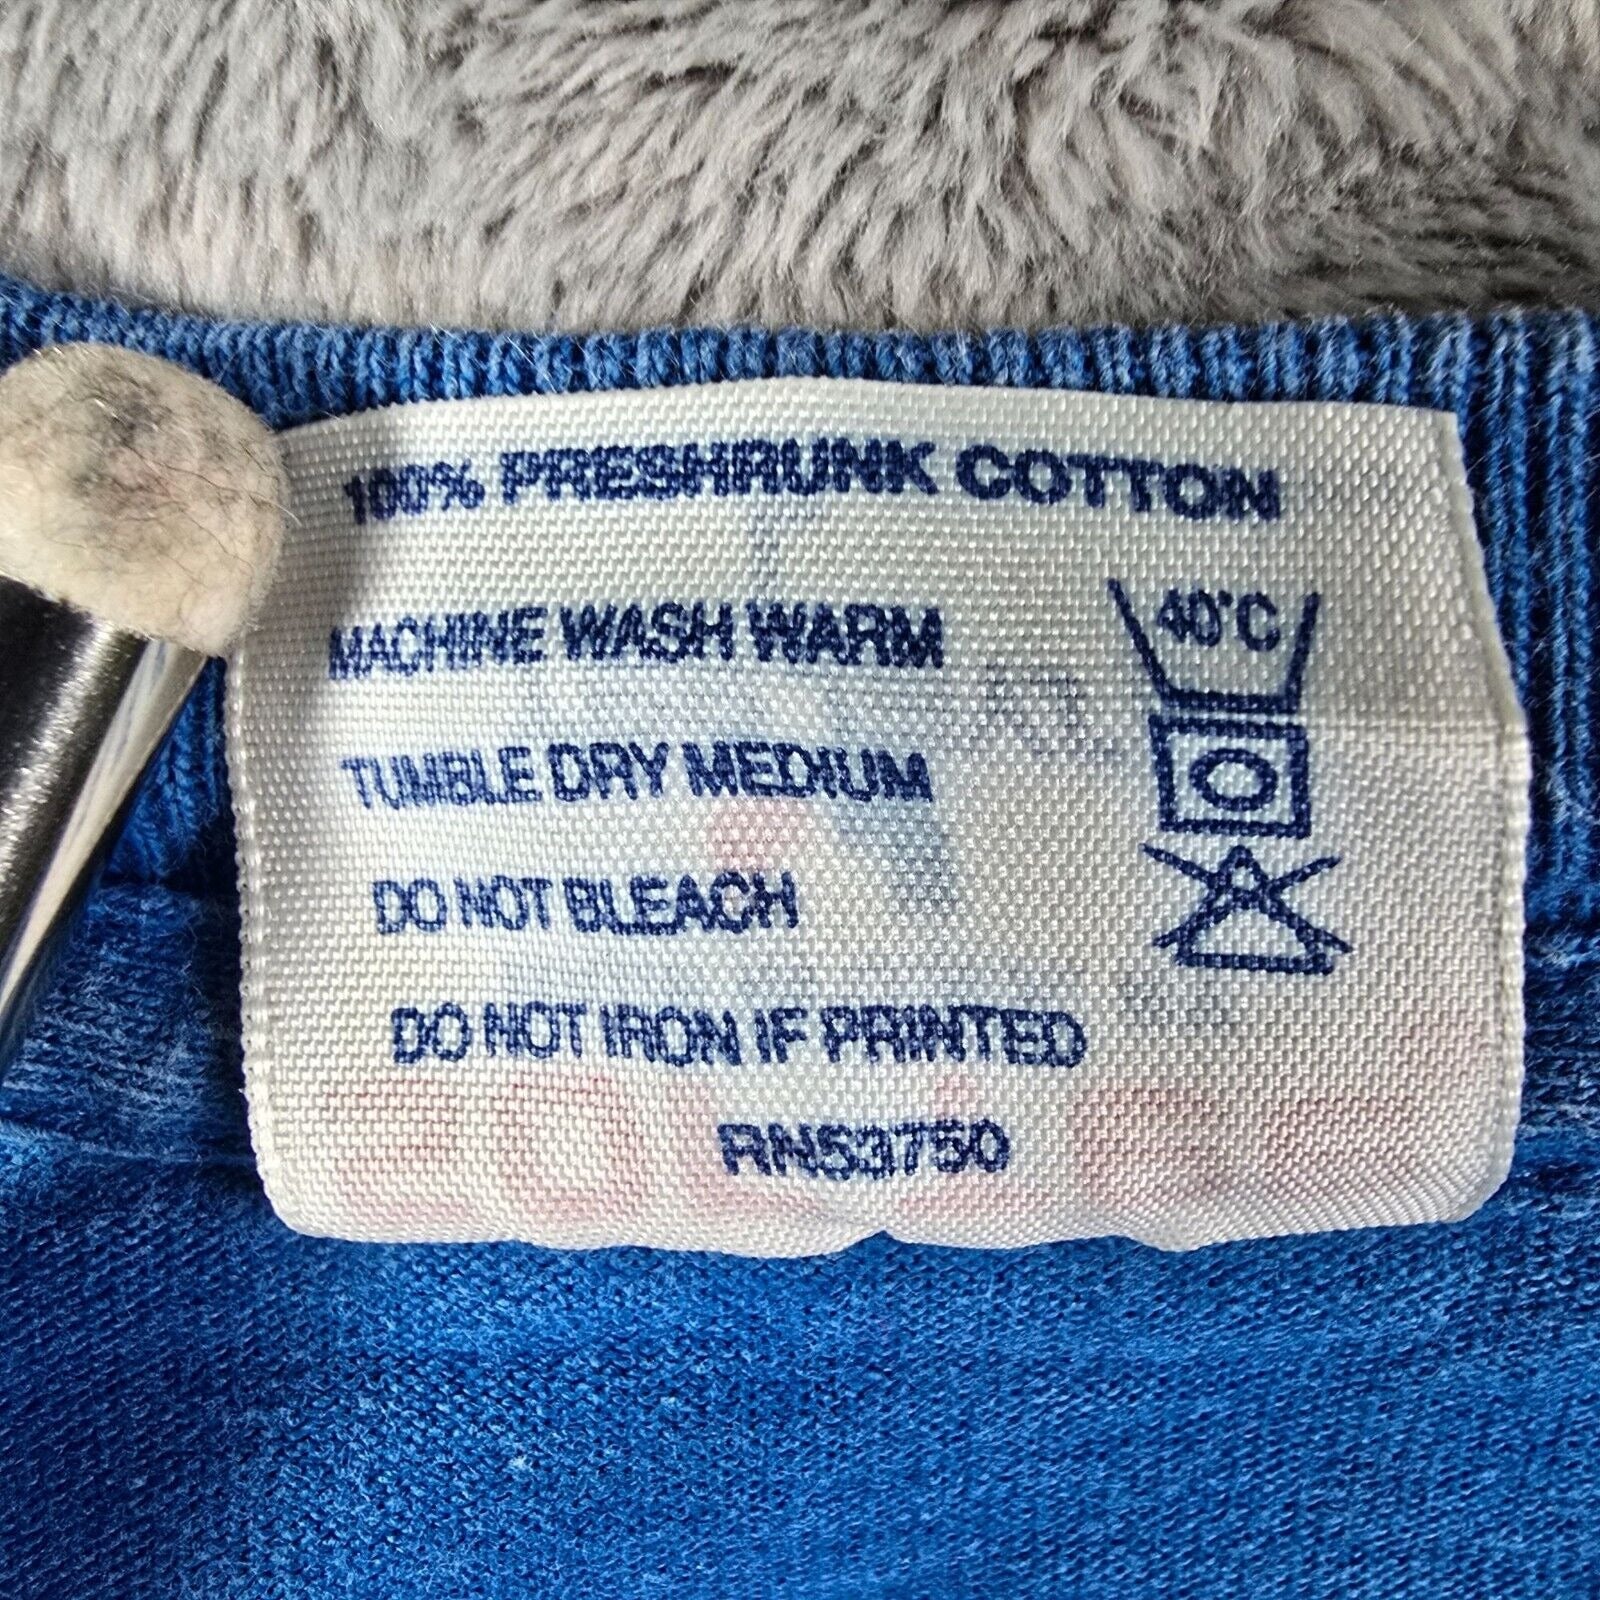 100% PRESHRUNK COTTON
MACHINE WASH WARM
40°C
TUMBLE DRY MEDIUM
DO NOT BLEACH
DO NOT IRON IF PRINTED
RN53750